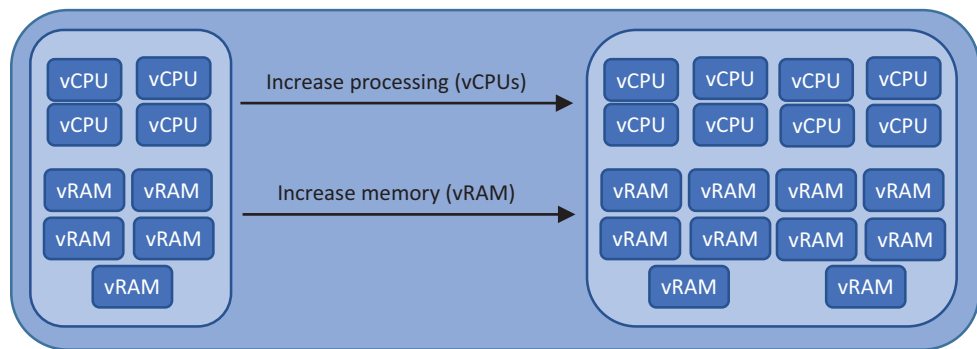 vCPU vCPU
vCPU vCPU
vRAM vRAM
vRAM vRAM
vRAM
Increase processing (vCPUs)
Increase memory (vRAM)
vCPU vCPU vCPU vCPU
vCPU vCPU vCPU vCPU
vRAM vRAM vRAM vRAM
vRAM vRAM vRAM vRAM
vRAM vRAM